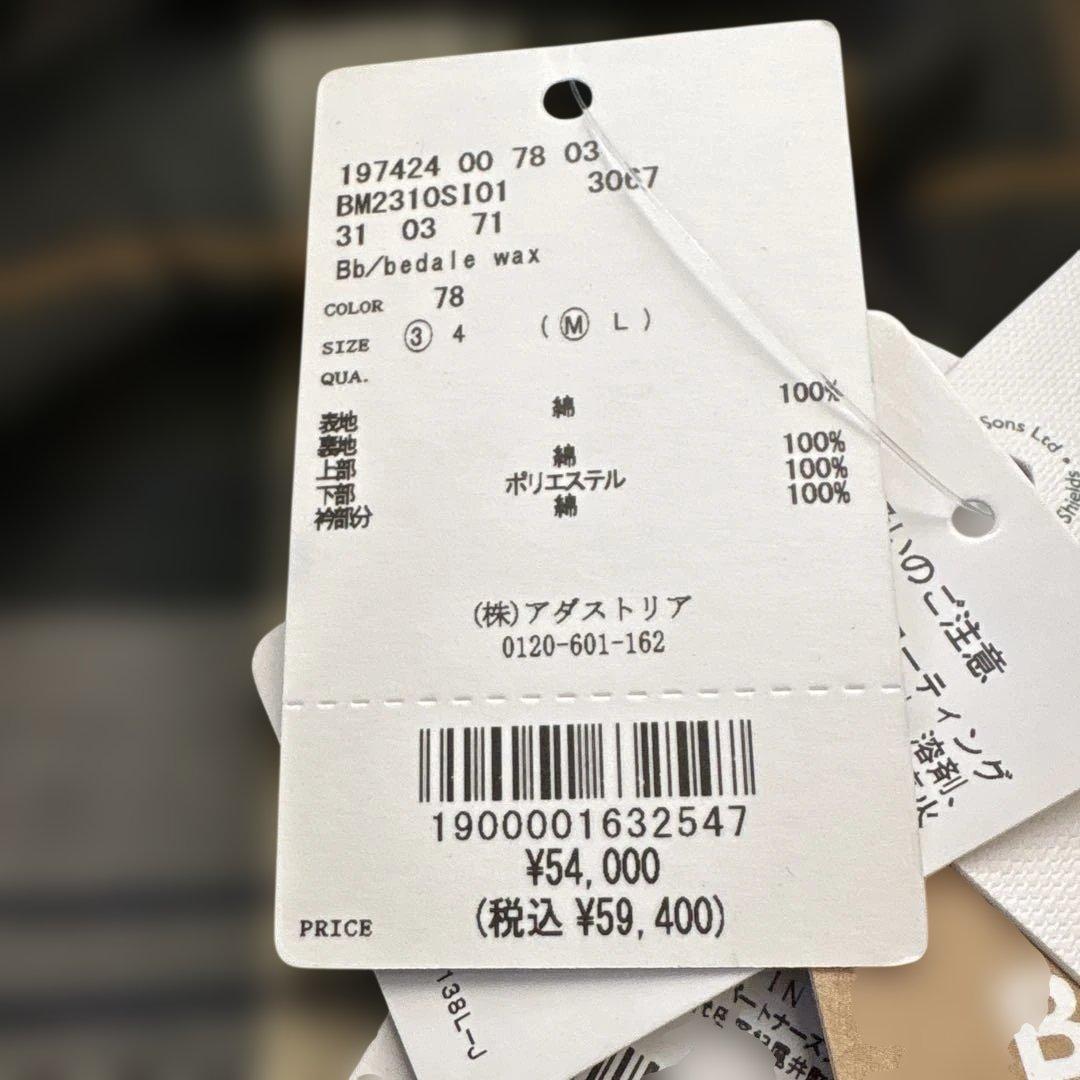 197424 00 78 03
BM2310SI01 3067
31 03 71
Bb/bedale wax
COLOR 78
SIZE ③ 4 (Ⓜ L)
QUA.
表地 綿 100%
裏地
上部 綿 100%
下部 ポリエステル 100%
衿部分 綿 100%
(株)アダストリア
0120-601-162
1900001632547
¥54,000
PRICE (税込 ¥59,400)
Sons Ltd
Shields
いのご注意
ーティング
溶剤、
138L-J
IN